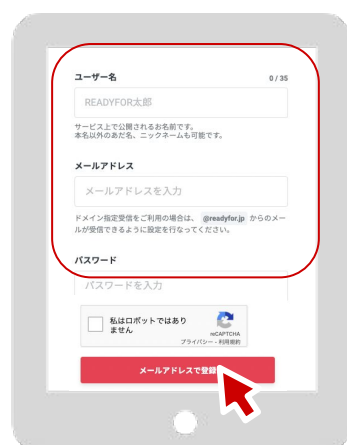 ユーザー名 0 / 35
READYFOR太郎
サービス上で公開されるお名前です。
本名以外のあだ名、ニックネームも可能です。
メールアドレス
メールアドレスを入力
ドメイン指定受信をご利用の場合は、 @readyfor.jp からのメー
ルが受信できるように設定を行なってください。
パスワード
パスワードを入力
私はロボットではあり
ません
reCAPTCHA
プライバシー - 利用規約
メールアドレスで登録